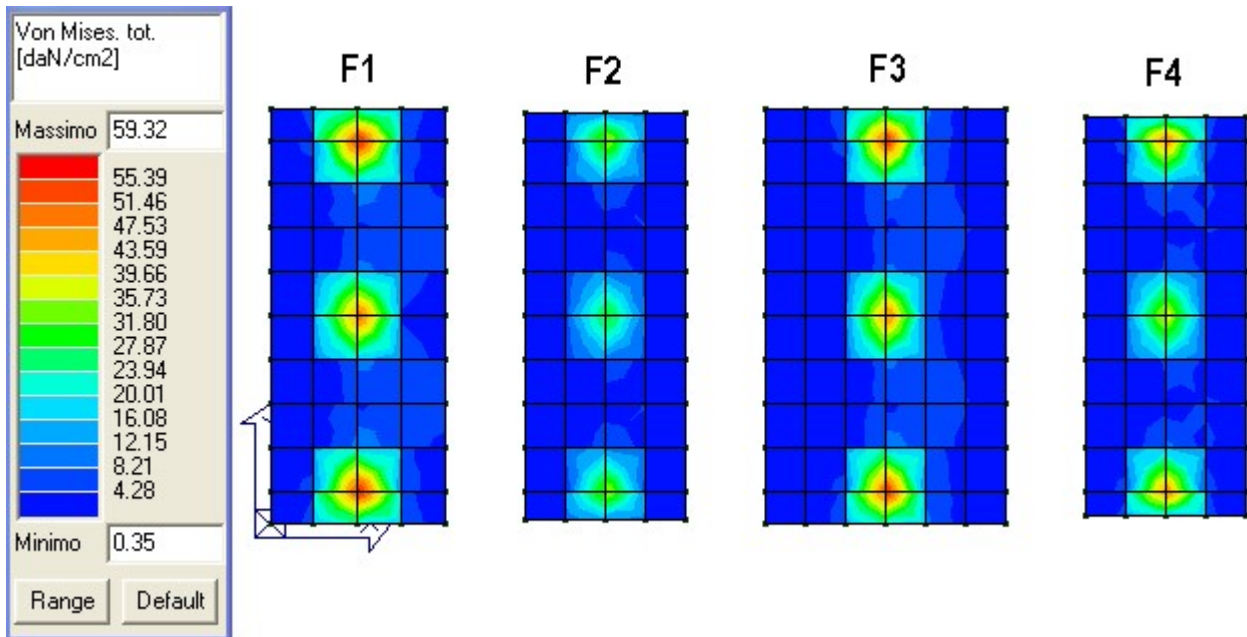 Von Mises. tot.
[daN/cm2]
Massimo 59.32
55.39
51.46
47.53
43.59
39.66
35.73
31.80
27.87
23.94
20.01
16.08
12.15
8.21
4.28
Minimo 0.35
Range Default
F1 F2 F3 F4